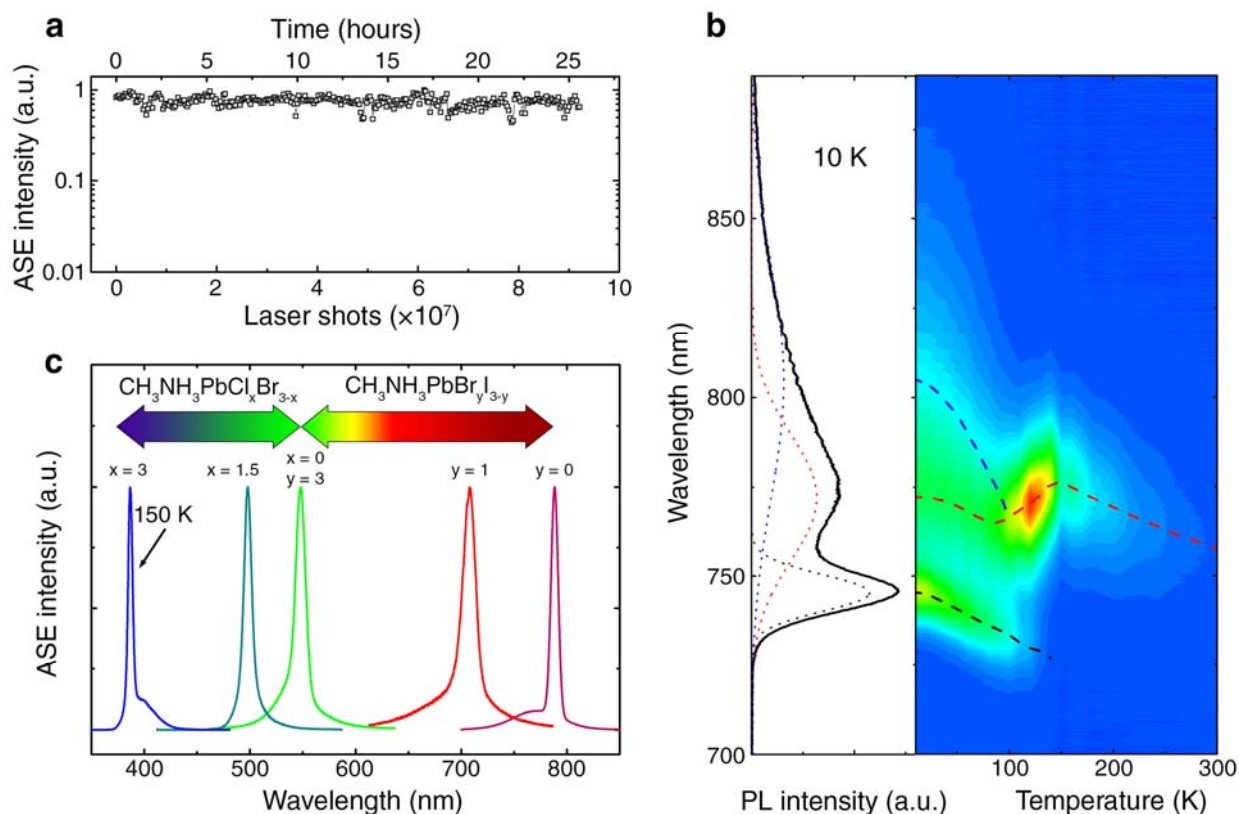 a
Time (hours)
0 5 10 15 20 25
ASE intensity (a.u.)
1
0.1
0.01
0 2 4 6 8 10
Laser shots (×10⁷)
b
10 K
Wavelength (nm)
850
800
750
700
0 100 200 300
PL intensity (a.u.) Temperature (K)
c
CH₃NH₃PbClₓBr₃₋ₓ CH₃NH₃PbBrᵧI₃₋ᵧ
x = 3 x = 1.5 x = 0 y = 1 y = 0
y = 3
150 K
ASE intensity (a.u.)
400 500 600 700 800
Wavelength (nm)